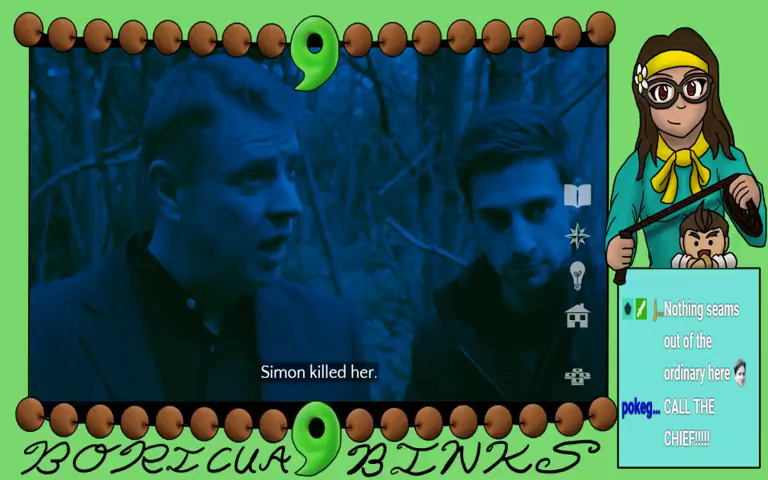 Simon killed her.
j...Nothing seams
out of the
ordinary here
pokeg... CALL THE
CHIEF!!!!!
BORICUA BINKS